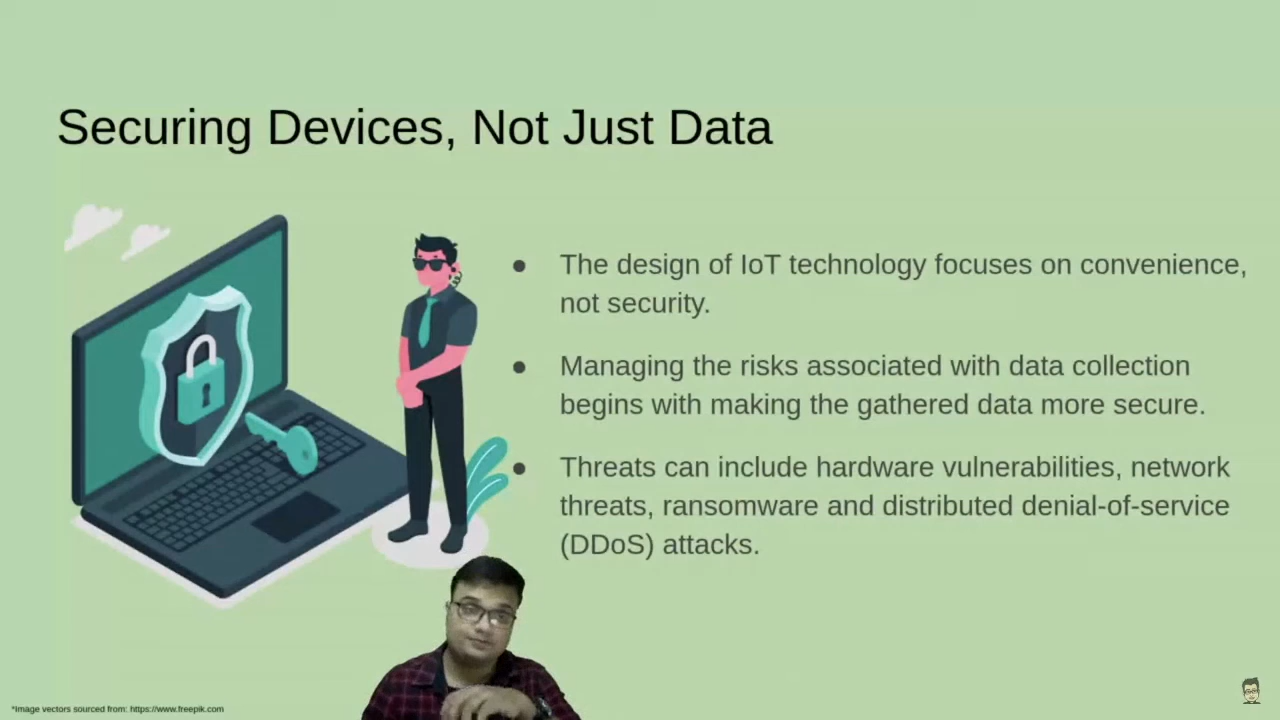 Securing Devices, Not Just Data
The design of IoT technology focuses on convenience,
not security.
Managing the risks associated with data collection
begins with making the gathered data more secure.
Threats can include hardware vulnerabilities, network
threats, ransomware and distributed denial-of-service
(DDoS) attacks.
*Image vectors sourced from: https://www.freepik.com